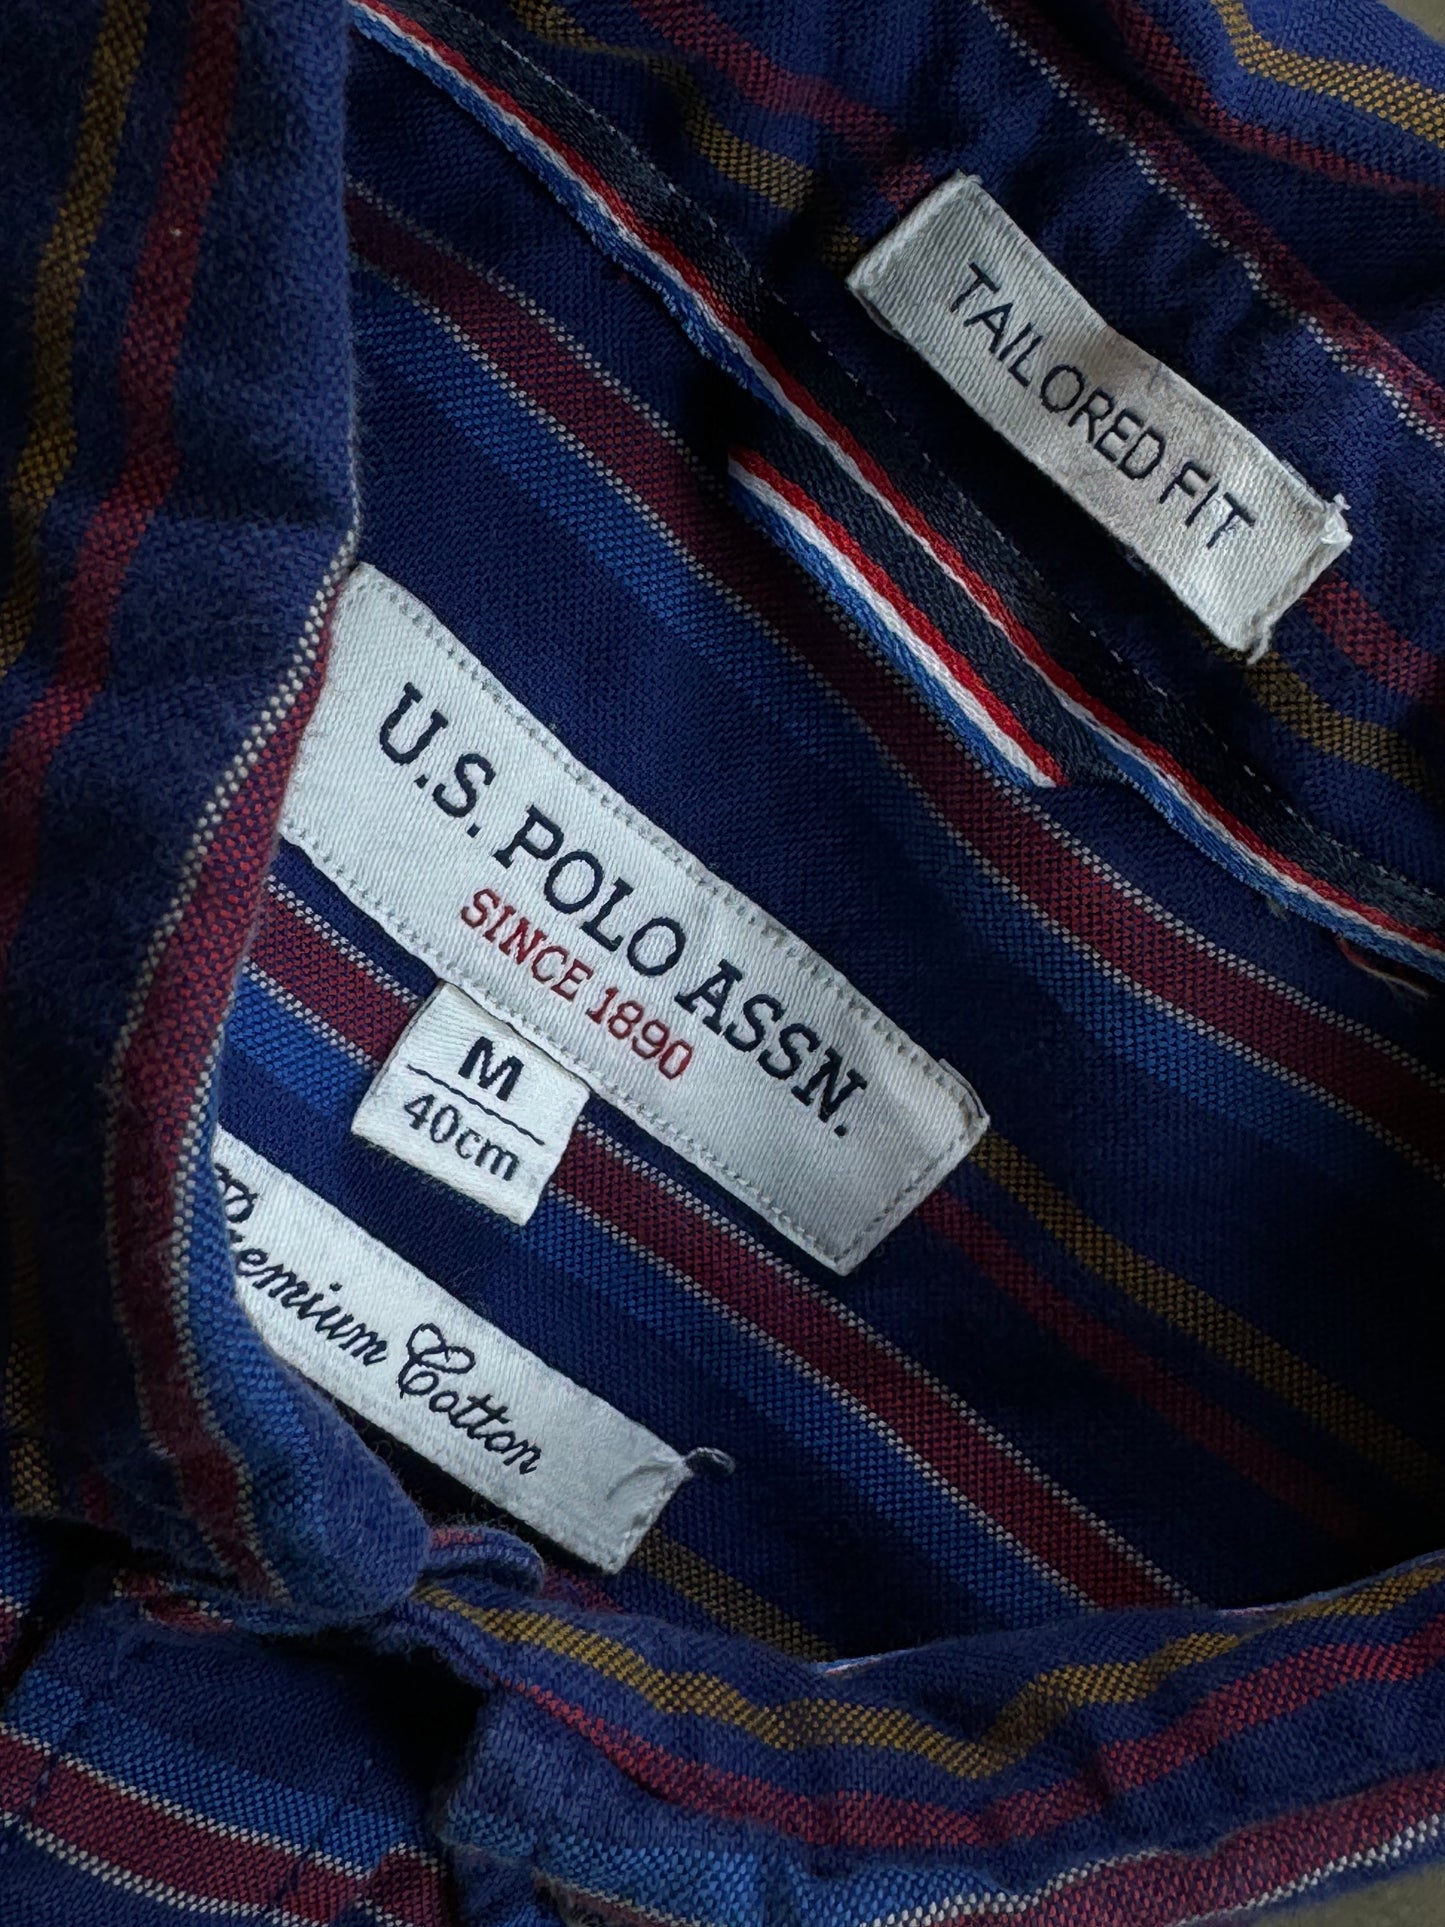 TAILORED FIT
U.S. POLO ASSN.
SINCE 1890
M
40cm
Premium Cotton